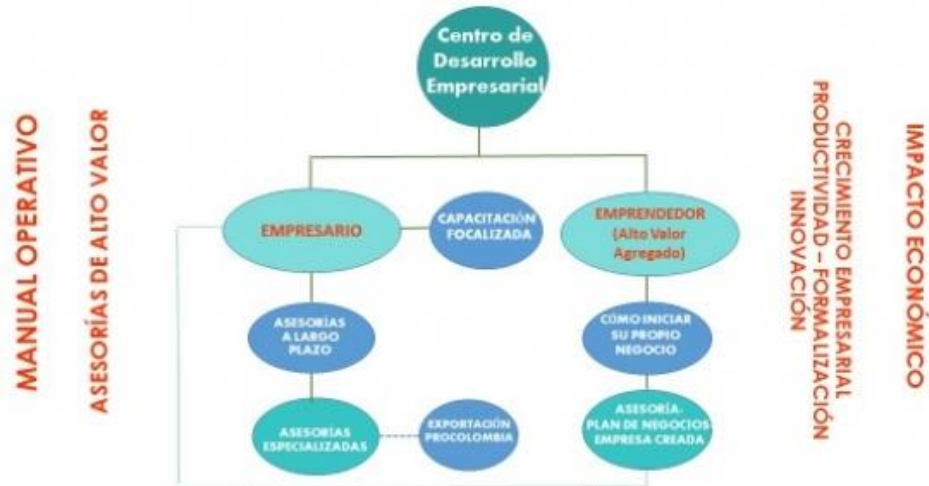 Centro de
Desarrollo
Empresarial
MANUAL OPERATIVO
ASESORÍAS DE ALTO VALOR
EMPRESARIO
CAPACITACIÓN
FOCALIZADA
EMPRENDEDOR
(Alto Valor
Agregado)
ASESORÍAS
A LARGO
PLAZO
CÓMO INICIAR
SU PROPIO
NEGOCIO
ASESORÍAS
ESPECIALIZADAS
EXPORTACIÓN
PROCOLOMBIA
ASESORÍA-
PLAN DE NEGOCIOS-
EMPRESA CREADA
CRECIMIENTO EMPRESARIAL
PRODUCTIVIDAD – FORMALIZACIÓN
INNOVACIÓN
IMPACTO ECONÓMICO